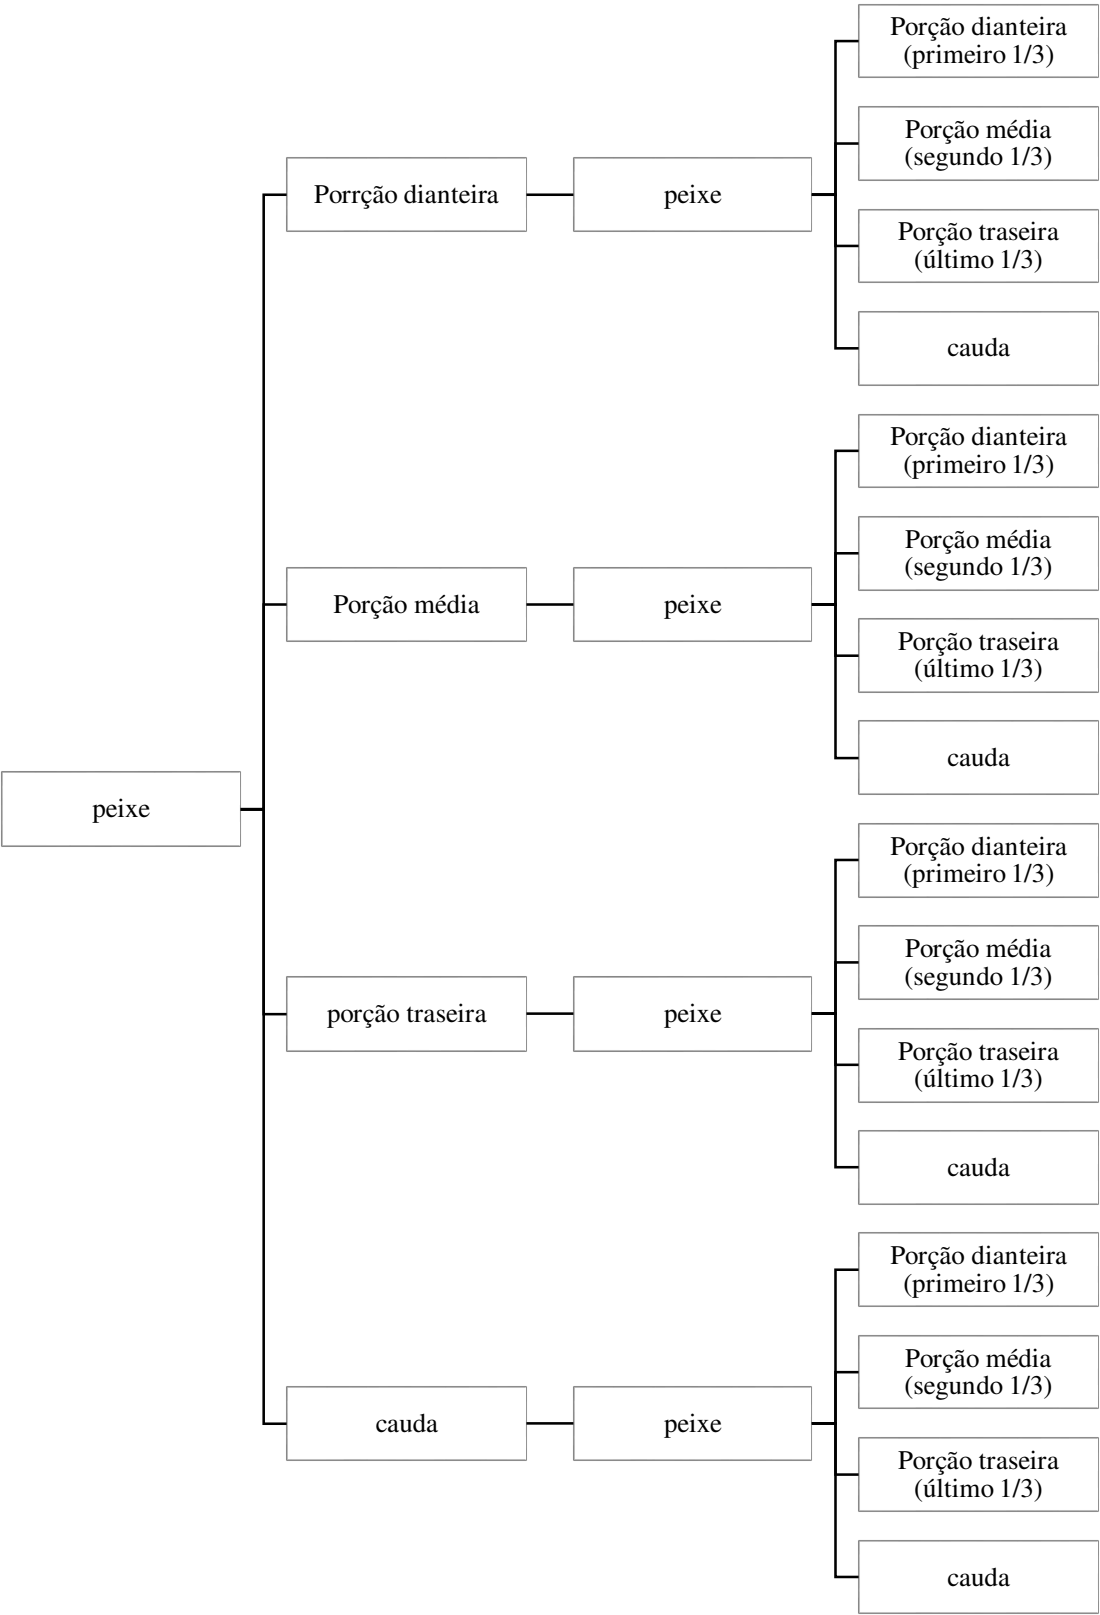 Porção dianteira
(primeiro 1/3)
Porção média
(segundo 1/3)
Porrção dianteira
peixe
Porção traseira
(último 1/3)
cauda
Porção dianteira
(primeiro 1/3)
Porção média
(segundo 1/3)
Porção média
peixe
Porção traseira
(último 1/3)
cauda
peixe
Porção dianteira
(primeiro 1/3)
Porção média
(segundo 1/3)
porção traseira
peixe
Porção traseira
(último 1/3)
cauda
Porção dianteira
(primeiro 1/3)
Porção média
(segundo 1/3)
cauda
peixe
Porção traseira
(último 1/3)
cauda